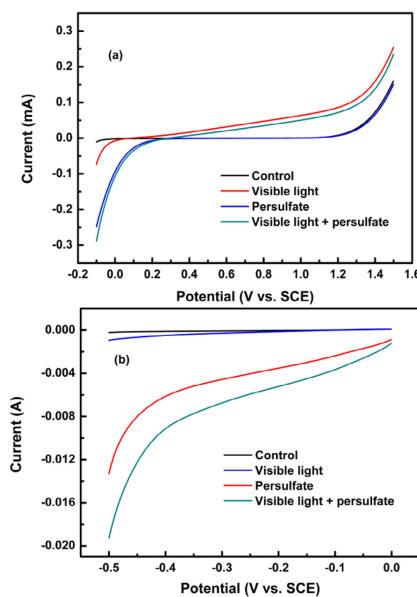 (a)
Current (mA)
0.3
0.2
0.1
0.0
-0.1
-0.2
-0.3
Control
Visible light
Persulfate
Visible light + persulfate
-0.2 0.0 0.2 0.4 0.6 0.8 1.0 1.2 1.4 1.6
Potential (V vs. SCE)
(b)
Current (A)
0.000
-0.004
-0.008
-0.012
-0.016
-0.020
Control
Visible light
Persulfate
Visible light + persulfate
-0.5 -0.4 -0.3 -0.2 -0.1 0.0
Potential (V vs. SCE)